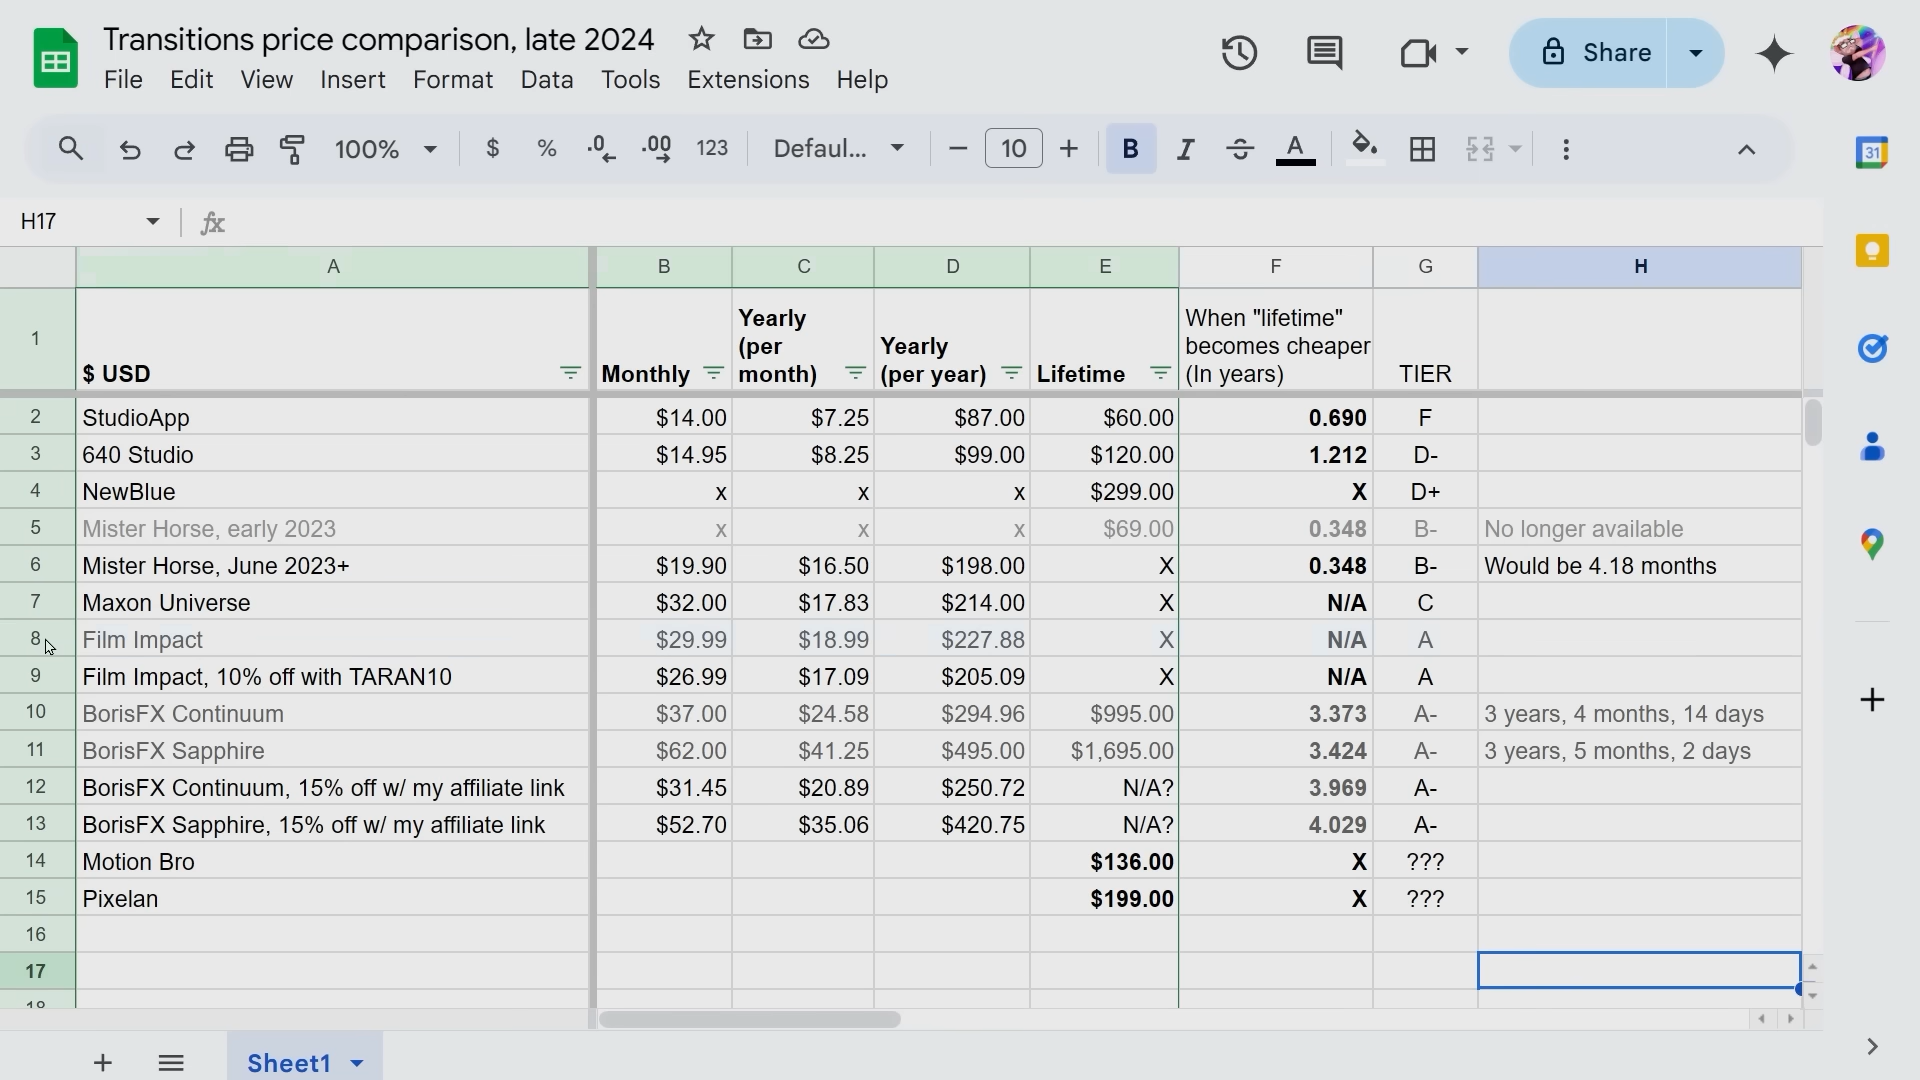 Transitions price comparison, late 2024
File Edit View Insert Format Data Tools Extensions Help
Share
100% $ % .0 .00 123 Defaul... 10 B I S A
31
H17 fx
A B C D E F G H
1 $ USD Monthly Yearly (per month) Yearly (per year) Lifetime When "lifetime" becomes cheaper (In years) TIER
2 StudioApp $14.00 $7.25 $87.00 $60.00 0.690 F
3 640 Studio $14.95 $8.25 $99.00 $120.00 1.212 D-
4 NewBlue x x x $299.00 X D+
5 Mister Horse, early 2023 x x x $69.00 0.348 B- No longer available
6 Mister Horse, June 2023+ $19.90 $16.50 $198.00 X 0.348 B- Would be 4.18 months
7 Maxon Universe $32.00 $17.83 $214.00 X N/A C
8 Film Impact $29.99 $18.99 $227.88 X N/A A
9 Film Impact, 10% off with TARAN10 $26.99 $17.09 $205.09 X N/A A
10 BorisFX Continuum $37.00 $24.58 $294.96 $995.00 3.373 A- 3 years, 4 months, 14 days
11 BorisFX Sapphire $62.00 $41.25 $495.00 $1,695.00 3.424 A- 3 years, 5 months, 2 days
12 BorisFX Continuum, 15% off w/ my affiliate link $31.45 $20.89 $250.72 N/A? 3.969 A-
13 BorisFX Sapphire, 15% off w/ my affiliate link $52.70 $35.06 $420.75 N/A? 4.029 A-
14 Motion Bro $136.00 X ???
15 Pixelan $199.00 X ???
16
17
18
Sheet1